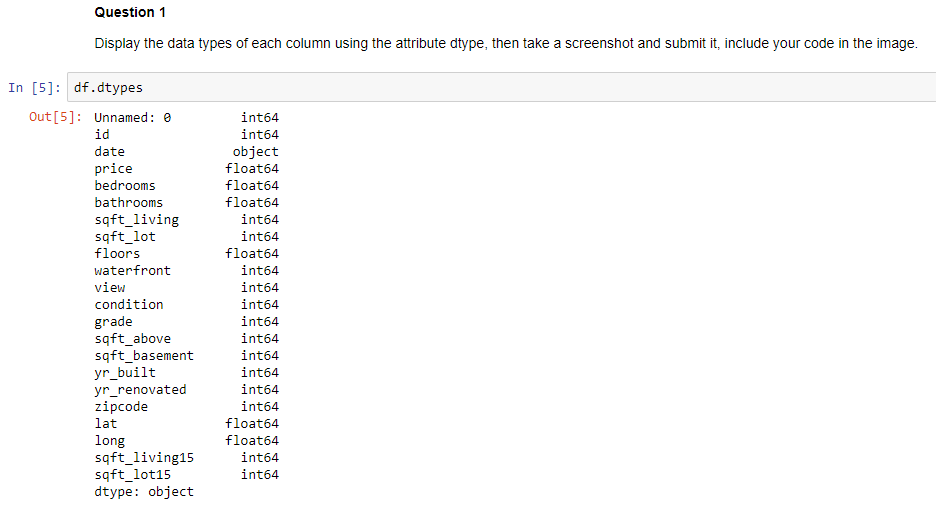 Question 1
Display the data types of each column using the attribute dtype, then take a screenshot and submit it, include your code in the image.
In [5]: df.dtypes
Out[5]: Unnamed: 0 int64
id int64
date object
price float64
bedrooms float64
bathrooms float64
sqft_living int64
sqft_lot int64
floors float64
waterfront int64
view int64
condition int64
grade int64
sqft_above int64
sqft_basement int64
yr_built int64
yr_renovated int64
zipcode int64
lat float64
long float64
sqft_living15 int64
sqft_lot15 int64
dtype: object